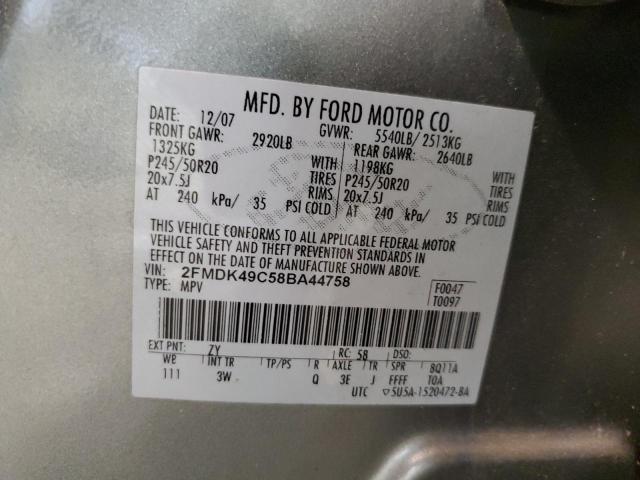 MFD. BY FORD MOTOR CO.
DATE: 12/07 GVWR: 5540LB/ 2513KG
FRONT GAWR: 2920LB REAR GAWR: 2640LB
1325KG WITH 1198KG WITH
P245/50R20 TIRES P245/50R20 TIRES
20x7.5J RIMS 20x7.5J RIMS
AT 240 kPa/ 35 PSI COLD AT 240 kPa/ 35 PSI COLD
THIS VEHICLE CONFORMS TO ALL APPLICABLE FEDERAL MOTOR
VEHICLE SAFETY AND THEFT PREVENTION STANDARDS IN
EFFECT ON THE DATE OF MANUFACTURE SHOWN ABOVE.
VIN: 2FMDK49C58BA44758 F0047
TYPE: MPV T0097
EXT PNT: ZY RC: 58 DSO:
WB INT TR TP/PS R AXLE TR SPR 8Q11A
111 3W Q 3E J FFFF T0A
UTC 5U5A-1520472-BA